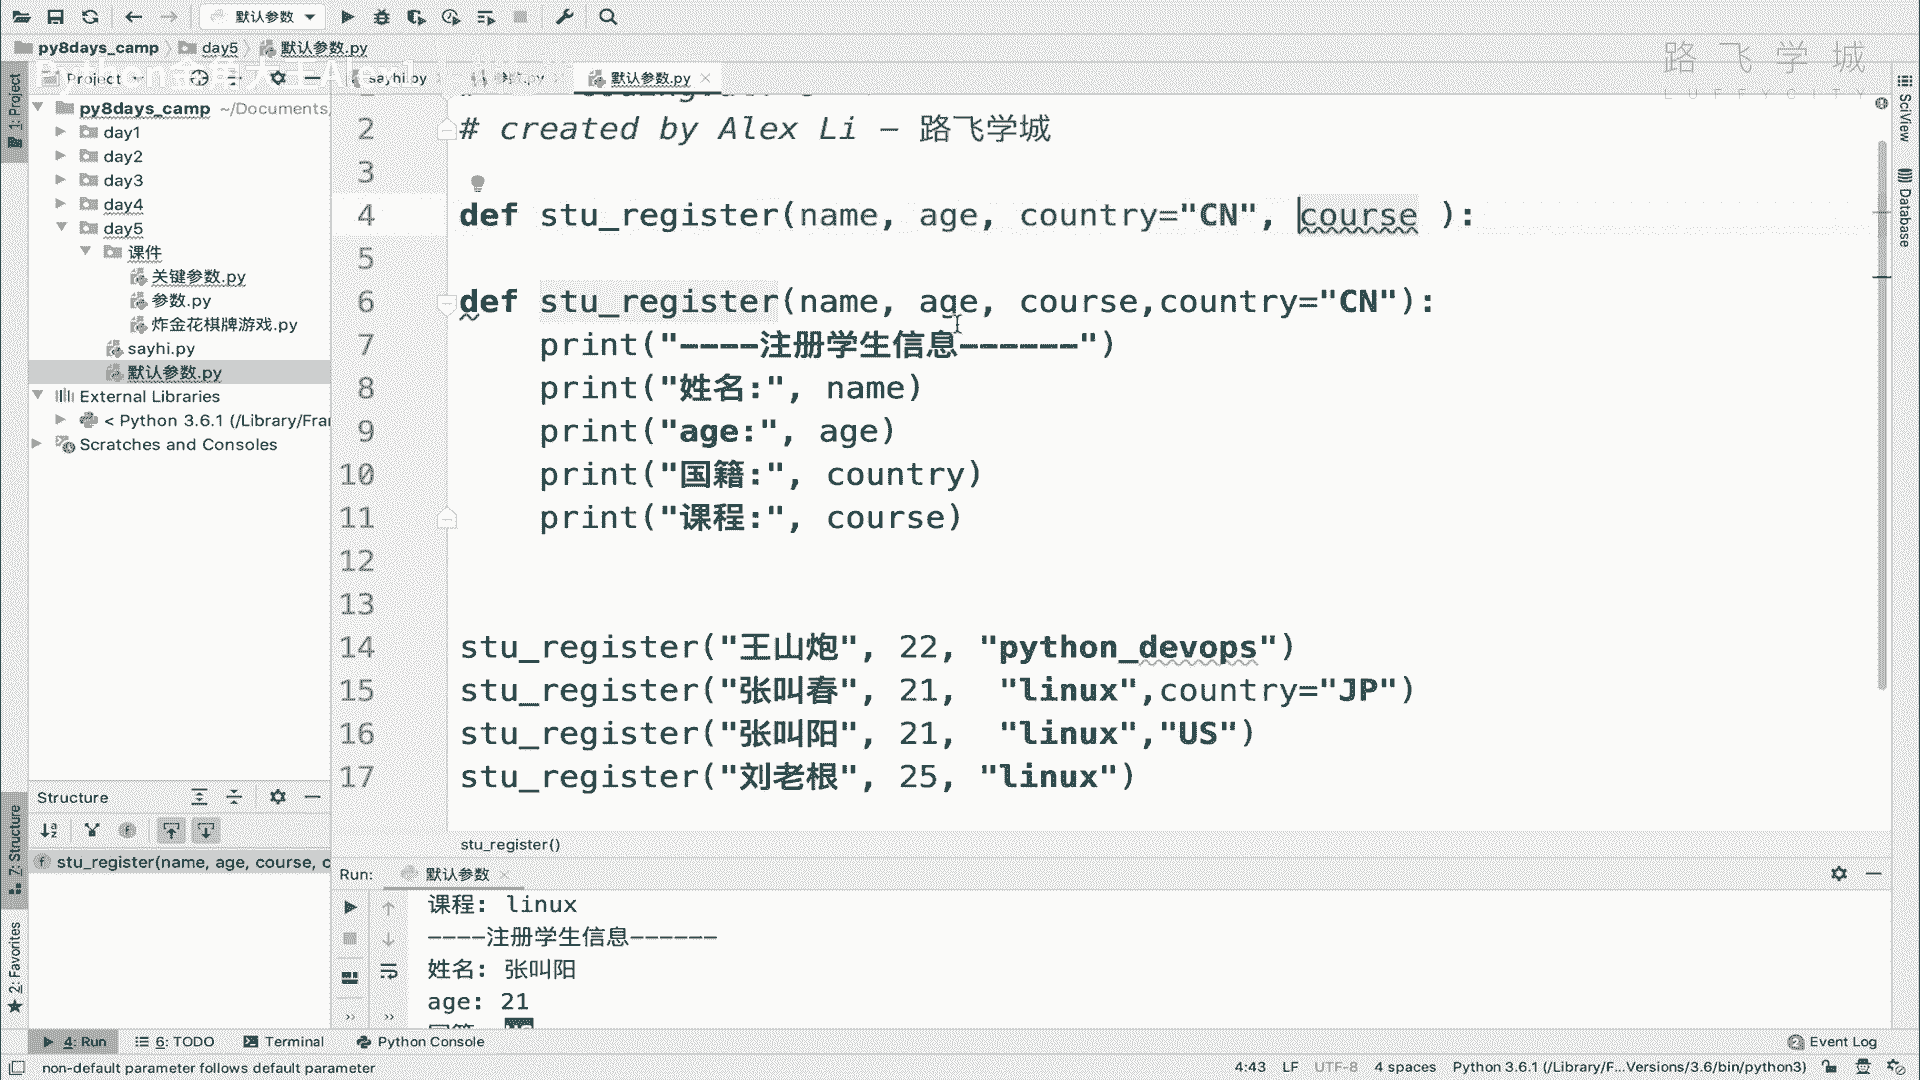 默认参数
py8days_camp
day5
默认参数.py
路飞学城
LUFFYCITY
Project
sayhi.py
参数.py
默认参数.py
1: Project
SciView
Database
py8days_camp ~/Documents/
day1
day2
day3
day4
day5
课件
关键参数.py
参数.py
炸金花棋牌游戏.py
sayhi.py
默认参数.py
External Libraries
< Python 3.6.1 (/Library/Fra
Scratches and Consoles
2 # created by Alex Li - 路飞学城
3
4 def stu_register(name, age, country="CN", course ):
5
6 def stu_register(name, age, course,country="CN"):
7 print("----注册学生信息------")
8 print("姓名:", name)
9 print("age:", age)
10 print("国籍:", country)
11 print("课程:", course)
12
13
14 stu_register("王山炮", 22, "python_devops")
15 stu_register("张叫春", 21,  "linux",country="JP")
16 stu_register("张叫阳", 21,  "linux","US")
17 stu_register("刘老根", 25, "linux")
stu_register()
Structure
stu_register(name, age, course, c
7: Structure
2: Favorites
Run: 默认参数
课程: linux
----注册学生信息------
姓名: 张叫阳
age: 21
4: Run
6: TODO
Terminal
Python Console
Event Log
non-default parameter follows default parameter
4:43 LF UTF-8 4 spaces Python 3.6.1 (/Library/F...Versions/3.6/bin/python3)